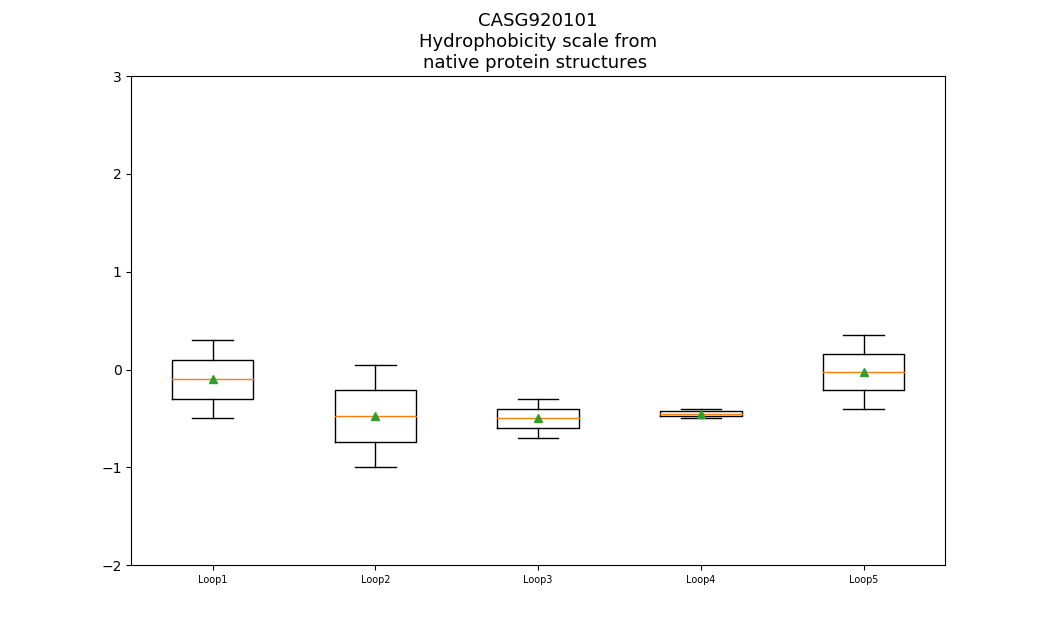 CASG920101
Hydrophobicity scale from
native protein structures
3
2
1
0
−1
−2
Loop1 Loop2 Loop3 Loop4 Loop5